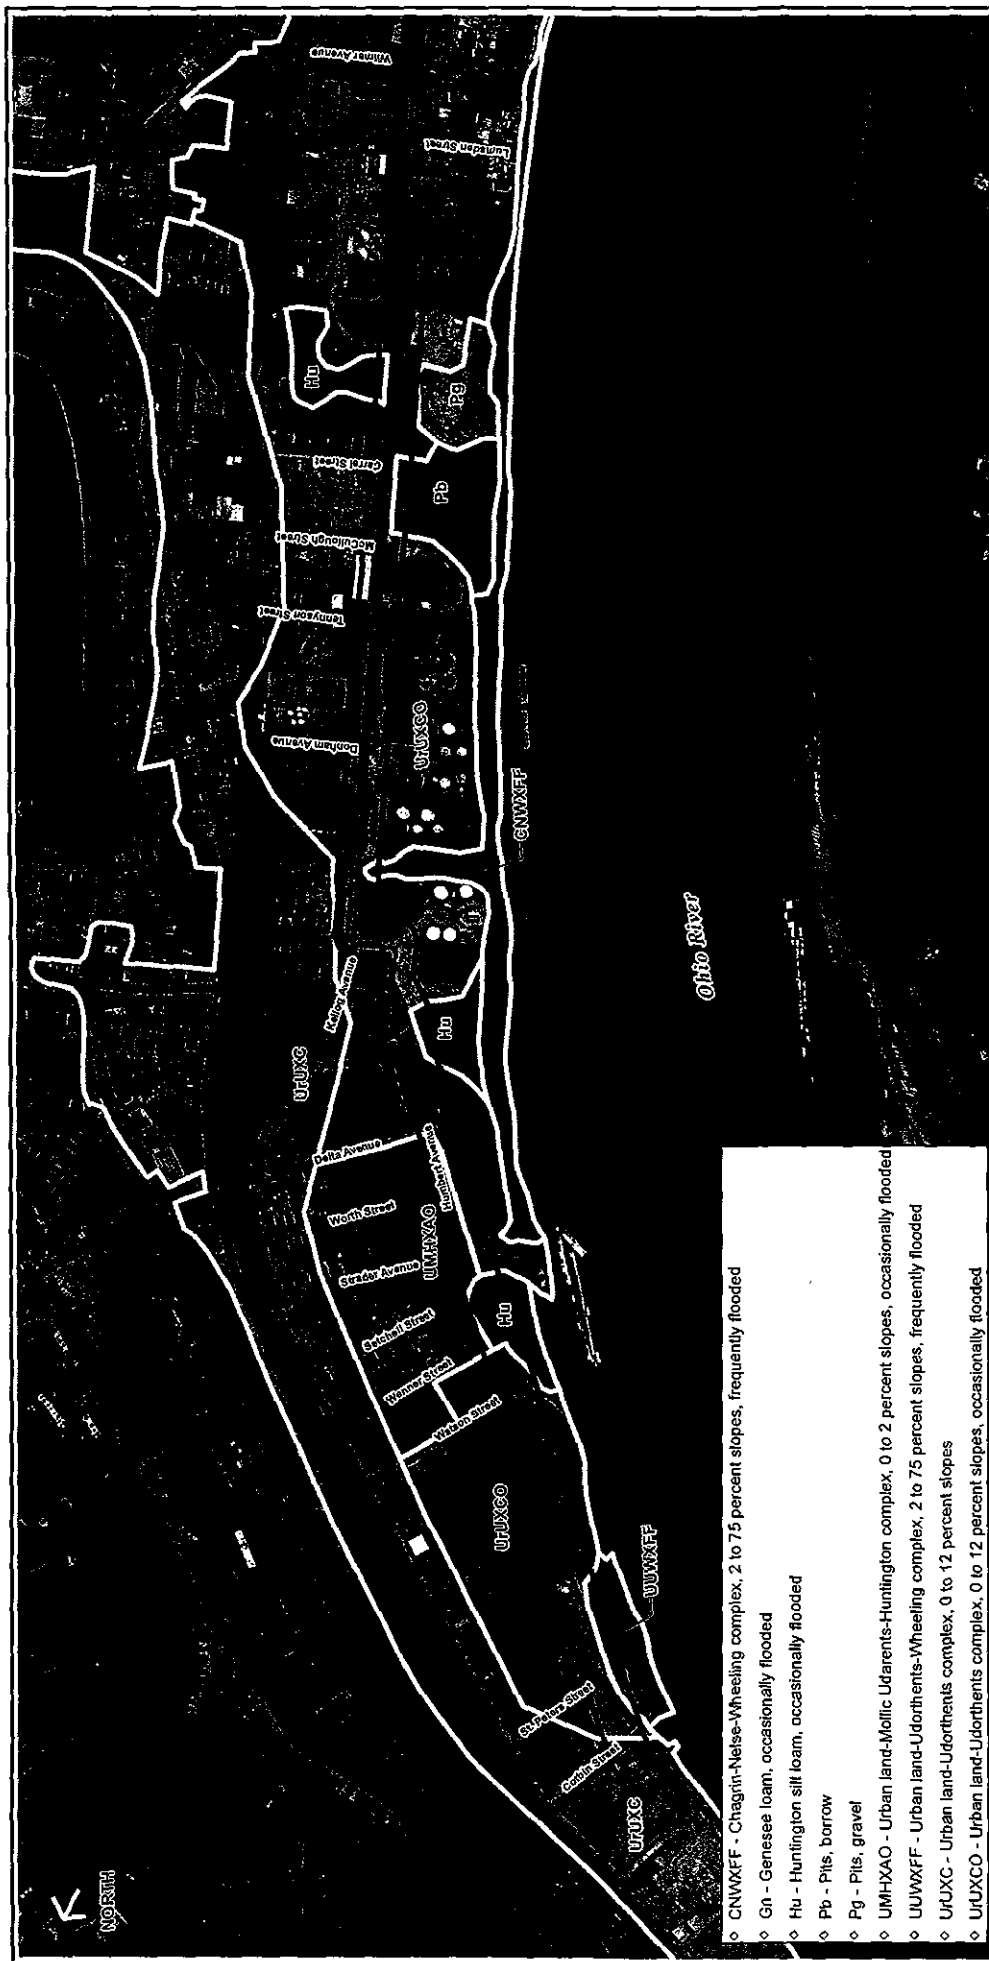 NORTH
Wilmer Avenue
Lumsden Street
Hu
Pg
Carrel Street
Pb
McCullough Street
Tennyson Street
Donham Avenue
UrUXCO
CNWXFF
Kellog Avenue
Hu
UrUXC
Ohio River
Delta Avenue
Humbert Avenue
Worth Street
UMHXAO
Strader Avenue
Hu
Setchell Street
Wenner Street
Watson Street
UrUXCO
UUWXFF
St. Peters Street
Corbin Street
UrUXC
◇ CNWXFF - Chagrin-Nelse-Wheeling complex, 2 to 75 percent slopes, frequently flooded
◇ Gn - Genesee loam, occasionally flooded
◇ Hu - Huntington silt loam, occasionally flooded
◇ Pb - Pits, borrow
◇ Pg - Pits, gravel
◇ UMHXAO - Urban land-Mollic Udarents-Huntington complex, 0 to 2 percent slopes, occasionally flooded
◇ UUWXFF - Urban land-Udorthents-Wheeling complex, 2 to 75 percent slopes, frequently flooded
◇ UrUXC - Urban land-Udorthents complex, 0 to 12 percent slopes
◇ UrUXCO - Urban land-Udorthents complex, 0 to 12 percent slopes, occasionally flooded